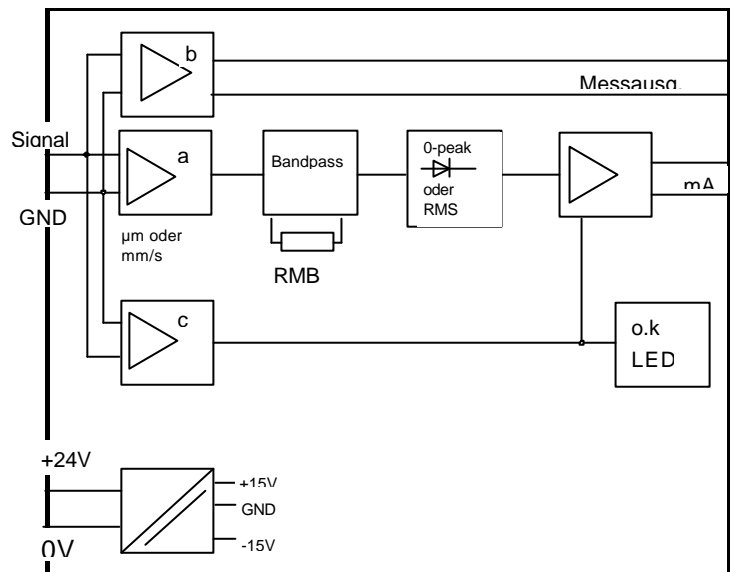 b
Messausg.
Signal
a
Bandpass
0-peak
oder
RMS
mA
GND
µm oder
mm/s
RMB
c
o.k
LED
+24V
+15V
GND
0V
-15V